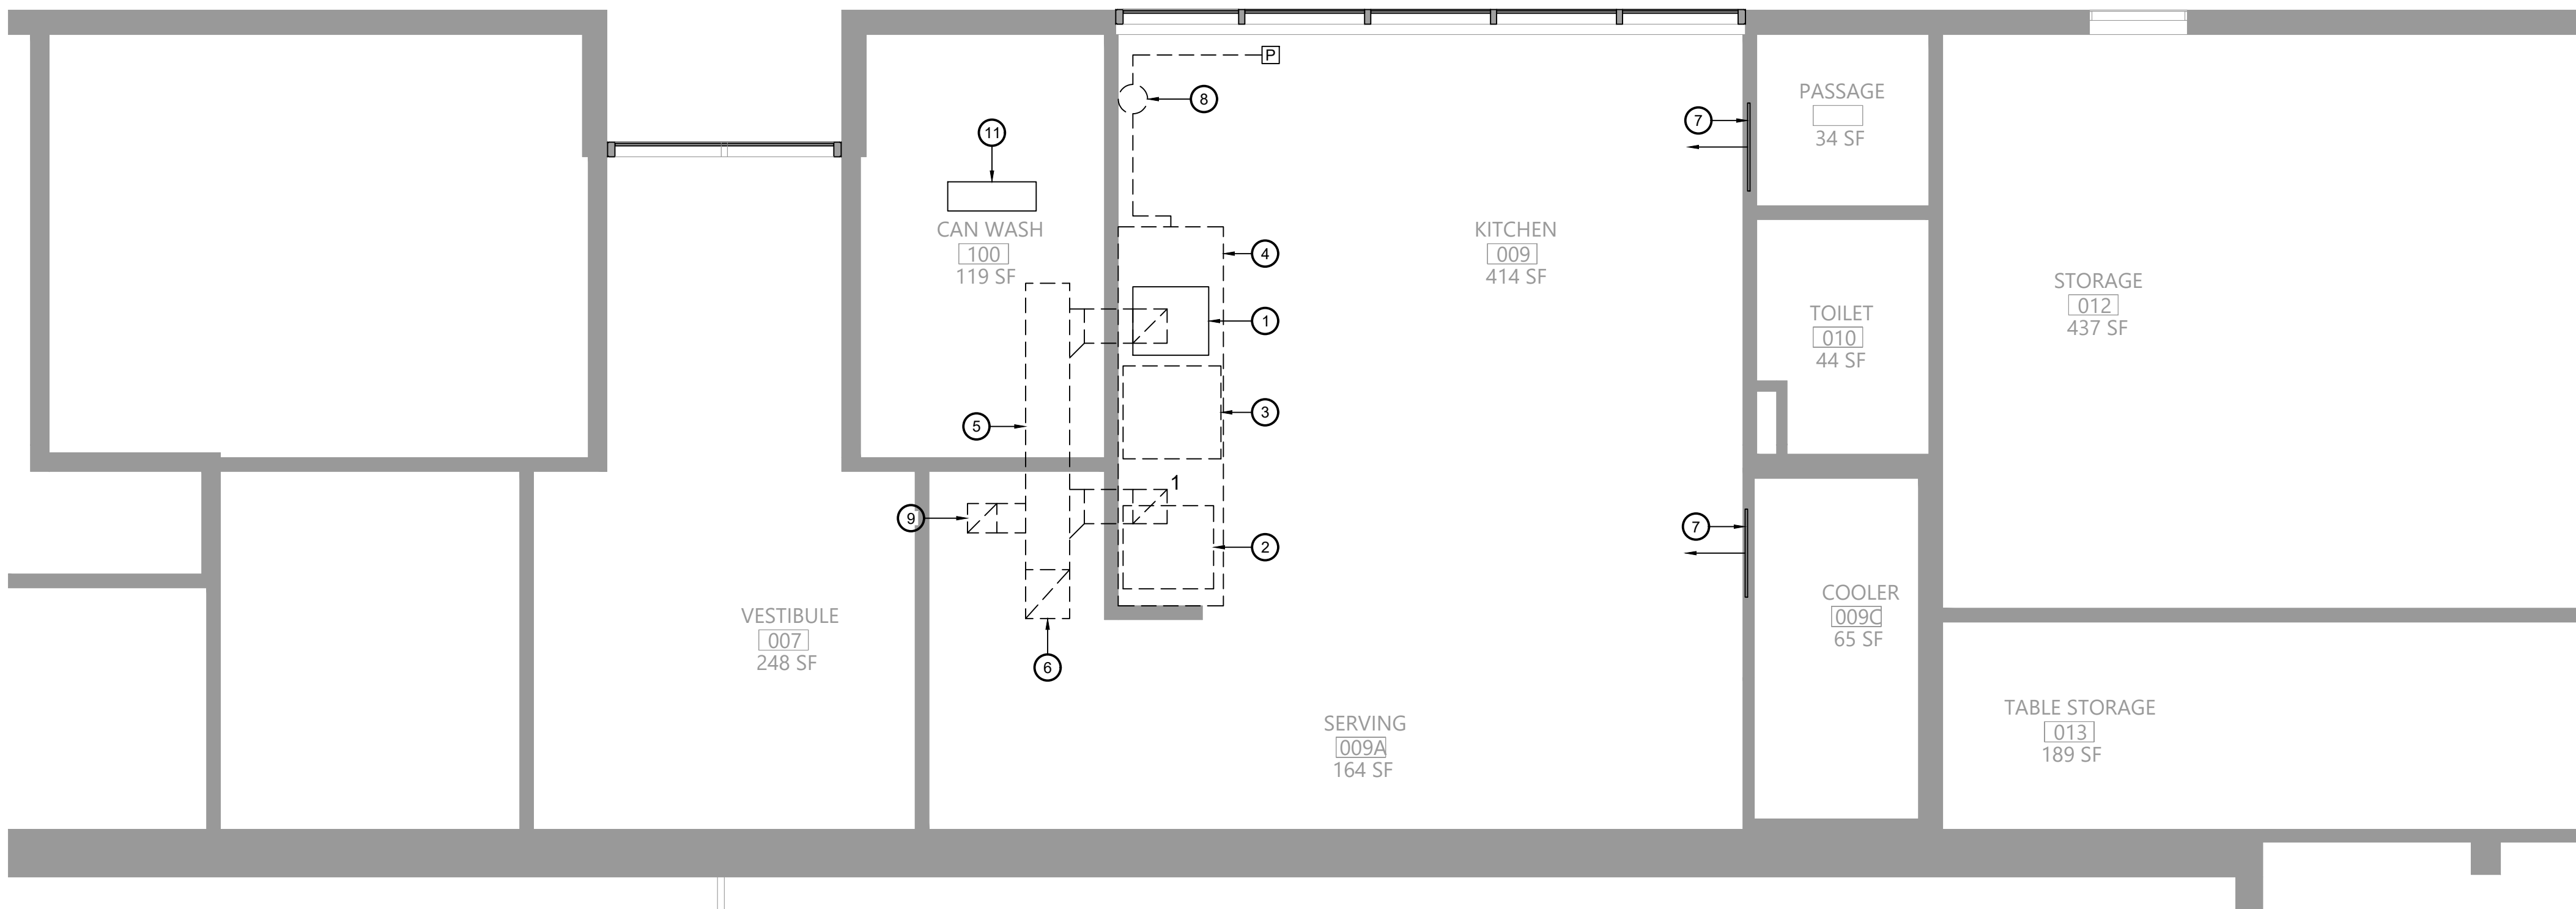 P
8
7
PASSAGE
34 SF
11
CAN WASH
100
119 SF
4
KITCHEN
009
414 SF
1
STORAGE
012
437 SF
TOILET
010
44 SF
3
5
1
9
2
7
COOLER
009C
65 SF
VESTIBULE
007
248 SF
6
SERVING
009A
164 SF
TABLE STORAGE
013
189 SF